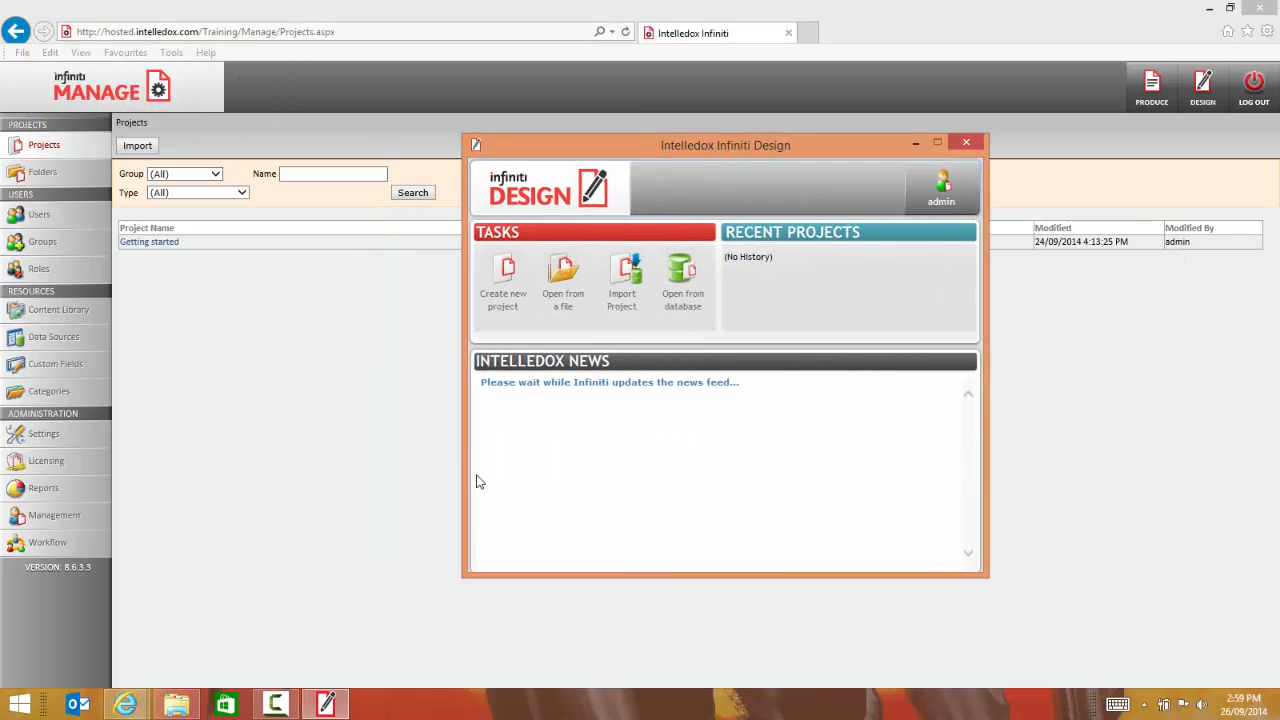 http://hosted.intelledox.com/Training/Manage/Projects.aspx
Intelledox Infiniti
File Edit View Favourites Tools Help
infiniti
MANAGE
PRODUCE DESIGN LOG OUT
PROJECTS
Projects
Folders
USERS
Users
Groups
Roles
RESOURCES
Content Library
Data Sources
Custom Fields
Categories
ADMINISTRATION
Settings
Licensing
Reports
Management
Workflow
VERSION: 8.6.3.3
Projects
Import
Group (All) Name
Type (All) Search
Project Name Modified Modified By
Getting started 24/09/2014 4:13:25 PM admin
Intelledox Infiniti Design
infiniti
DESIGN
admin
TASKS
Create new project
Open from a file
Import Project
Open from database
RECENT PROJECTS
(No History)
INTELLEDOX NEWS
Please wait while Infiniti updates the news feed...
2:59 PM
26/09/2014